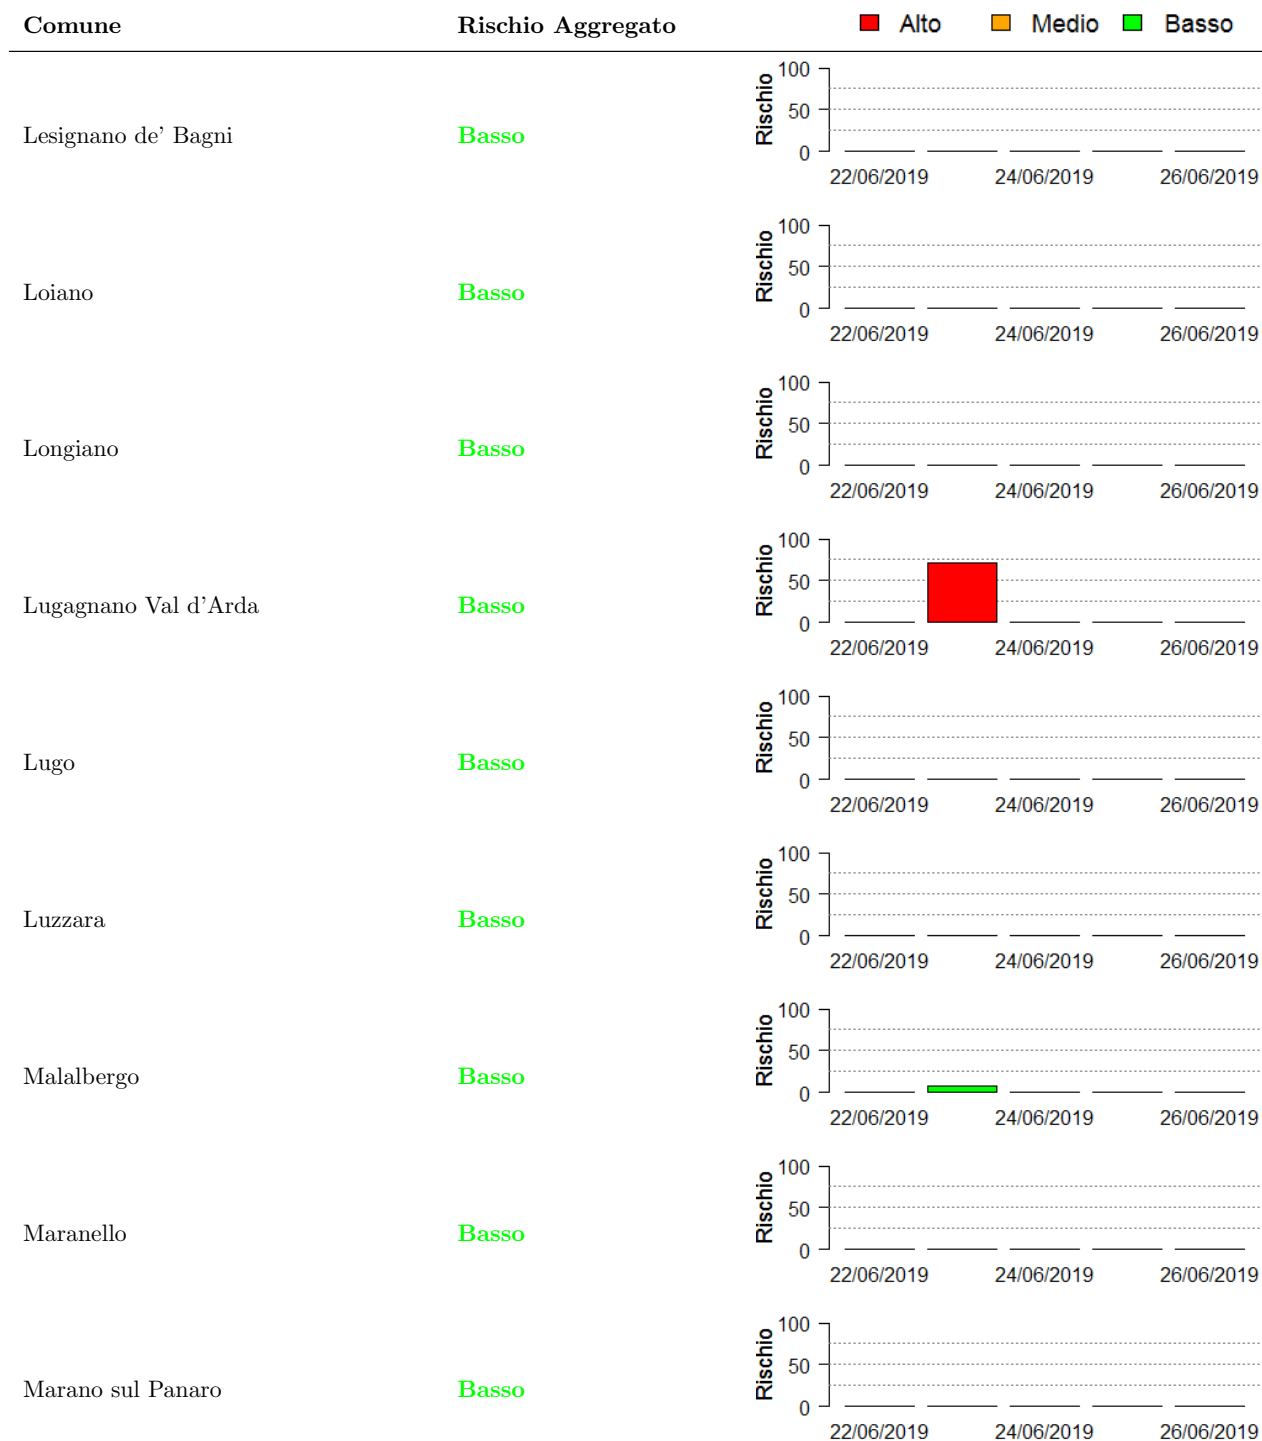 Comune Rischio Aggregato Alto Medio Basso
Lesignano de' Bagni Basso
Rischio
100
50
0
22/06/2019 24/06/2019 26/06/2019
Loiano Basso
Rischio
100
50
0
22/06/2019 24/06/2019 26/06/2019
Longiano Basso
Rischio
100
50
0
22/06/2019 24/06/2019 26/06/2019
Lugagnano Val d'Arda Basso
Rischio
100
50
0
22/06/2019 24/06/2019 26/06/2019
Lugo Basso
Rischio
100
50
0
22/06/2019 24/06/2019 26/06/2019
Luzzara Basso
Rischio
100
50
0
22/06/2019 24/06/2019 26/06/2019
Malalbergo Basso
Rischio
100
50
0
22/06/2019 24/06/2019 26/06/2019
Maranello Basso
Rischio
100
50
0
22/06/2019 24/06/2019 26/06/2019
Marano sul Panaro Basso
Rischio
100
50
0
22/06/2019 24/06/2019 26/06/2019